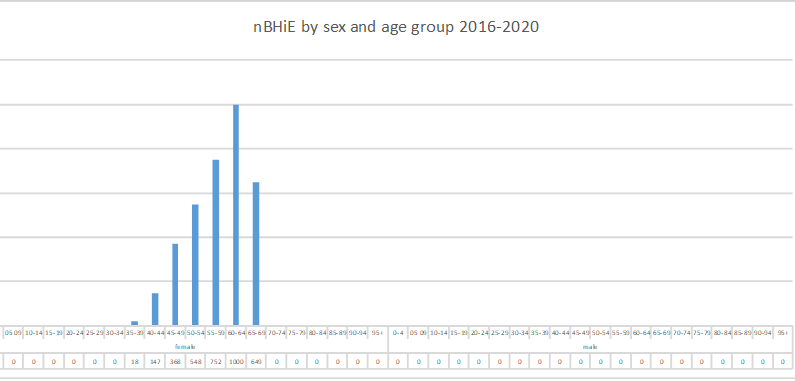 nBHiE by sex and age group 2016-2020
05 09 10-14 15-19 20-24 25-29 30-34 35-39 40-44 45-49 50-54 55-59 60-64 65-69 70-74 75-79 80-84 85-89 90-94 95+ 0-4 05 09 10-14 15-19 20-24 25-29 30-34 35-39 40-44 45-49 50-54 55-59 60-64 65-69 70-74 75-79 80-84 85-89 90-94 95+
female male
0 0 0 0 0 0 18 147 368 548 752 1000 649 0 0 0 0 0 0 0 0 0 0 0 0 0 0 0 0 0 0 0 0 0 0 0 0 0 0